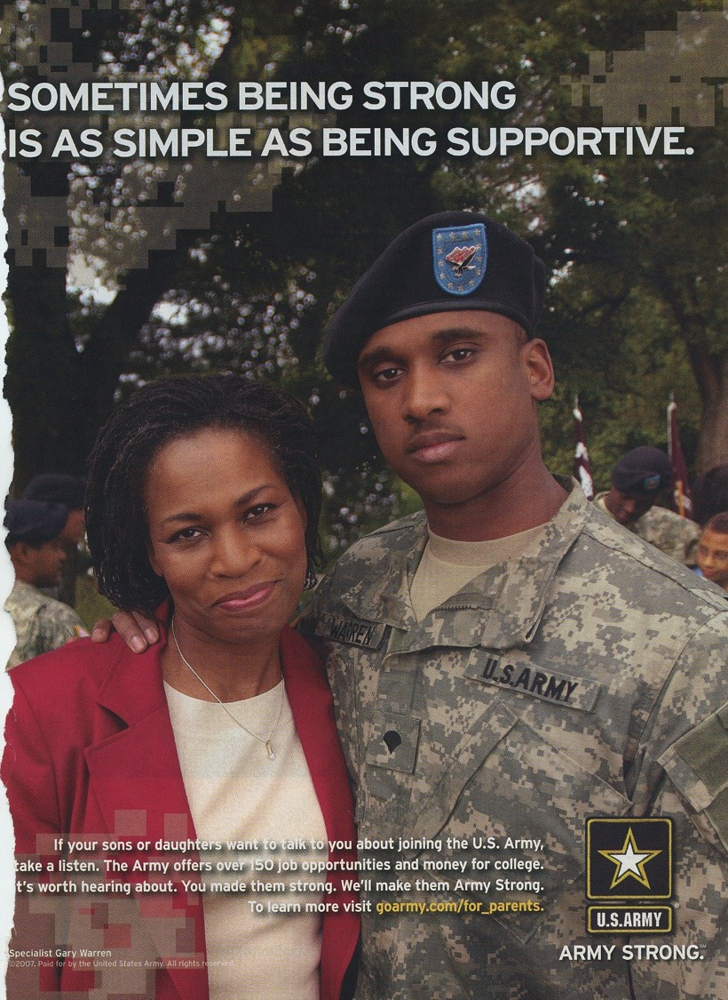 SOMETIMES BEING STRONG
IS AS SIMPLE AS BEING SUPPORTIVE.
WARREN
U.S.ARMY
If your sons or daughters want to talk to you about joining the U.S. Army,
take a listen. The Army offers over 150 job opportunities and money for college.
t's worth hearing about. You made them strong. We'll make them Army Strong.
To learn more visit goarmy.com/for_parents.
U.S.ARMY
ARMY STRONG.℠
Specialist Gary Warren
©2007. Paid for by the United States Army. All rights reserved.